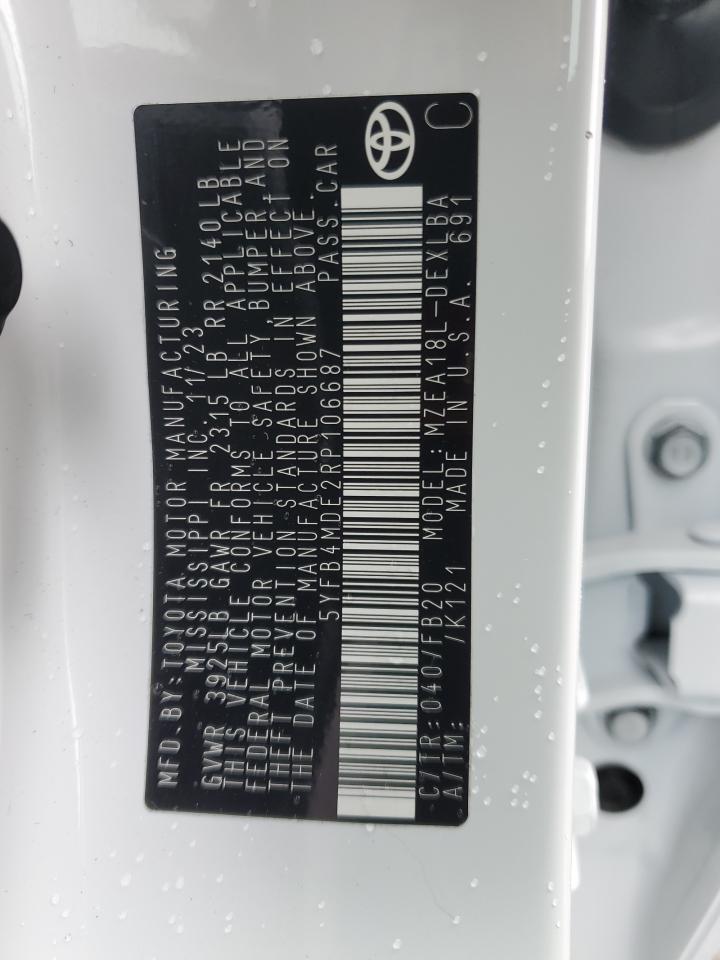 MFD.BY:TOYOTA MOTOR MANUFACTURING
MISSISSIPPI INC. 11/23
GVWR 3925LB GAWR FR 2315 LB RR 2140LB
THIS VEHICLE CONFORMS TO ALL APPLICABLE
FEDERAL MOTOR VEHICLE SAFETY, BUMPER AND
THEFT PREVENTION STANDARDS IN EFFECT ON
THE DATE OF MANUFACTURE SHOWN ABOVE.
5YFB4MDE2RP106687 PASS.CAR
C/TR:040/FB20 MODEL:MZEA18L-DEXLBA
A/TM: /K121 MADE IN U.S.A. 691
C